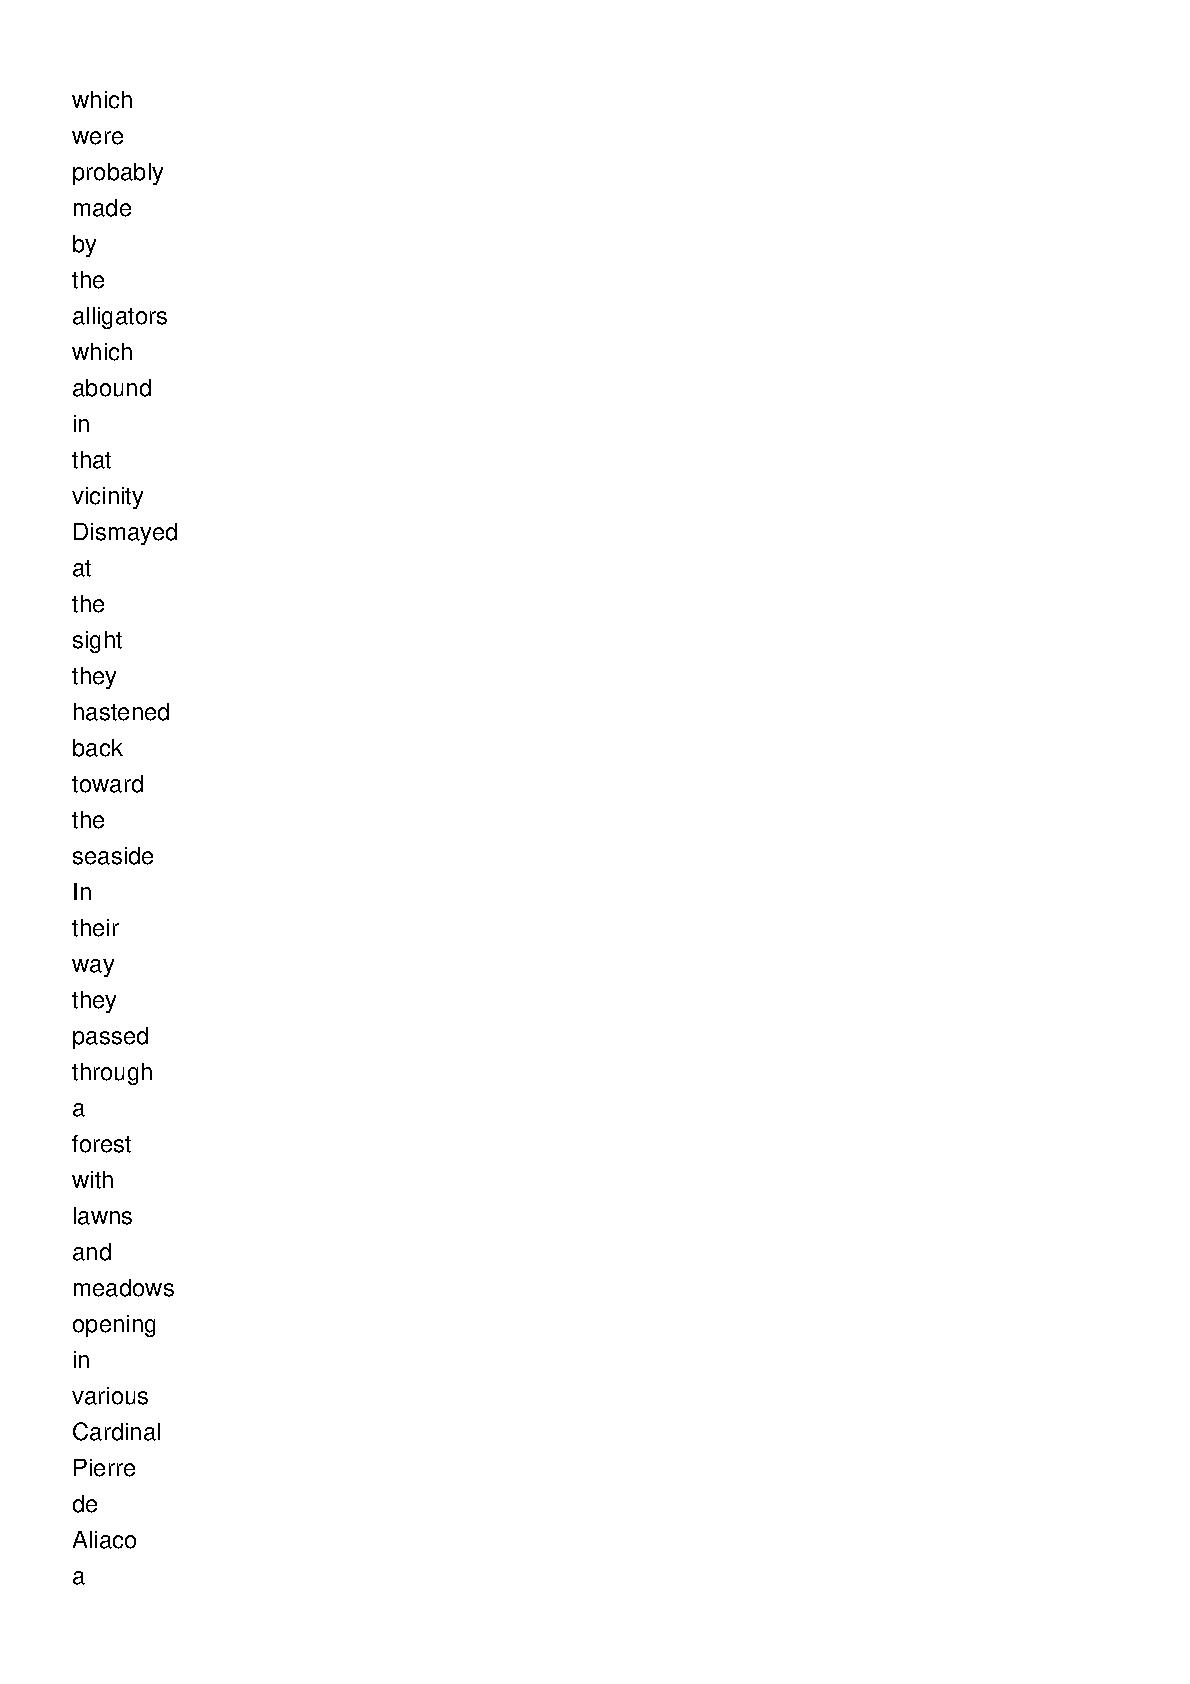 which
were
probably
made
by
the
alligators
which
abound
in
that
vicinity
Dismayed
at
the
sight
they
hastened
back
toward
the
seaside
In
their
way
they
passed
through
a
forest
with
lawns
and
meadows
opening
in
various
Cardinal
Pierre
de
Aliaco
a